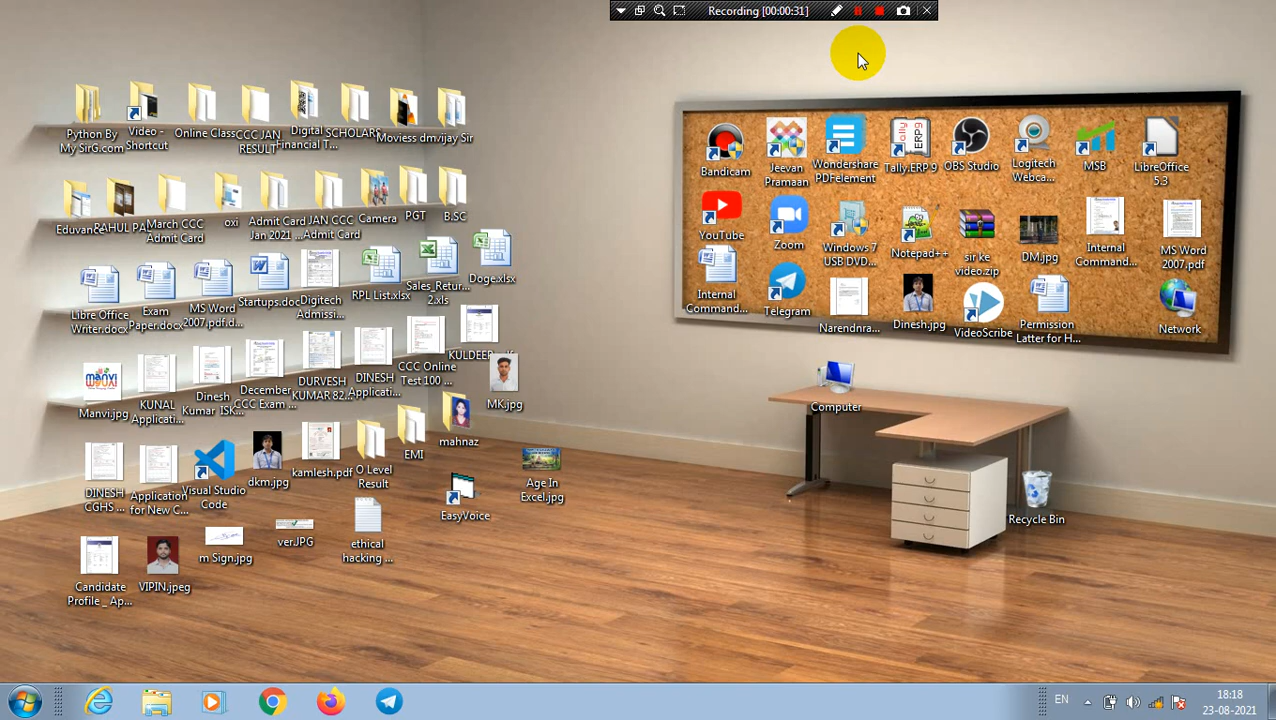 Recording [00:00:31]
Python By
My SirG.com
Video -
Shortcut
Online Class
CCC JAN
RESULT
Digital
Financial T...
SCHOLAR
Moviess
dmvijay Sir
Eduvance
RAHUL
March CCC
Admit Card
oxi
Admit Card
Jan 2021 ...
JAN CCC
Admit Card
Camera
PGT
B.SC
Libre Office
Writer.docx
Exam
Paper.docx
MS Word
2007.pdf.d...
Startups.doc
Digitech
Admissi...
RPL List.xlsx
Sales_Retur...
2.xls
Doge.xlsx
Manvi.jpg
KUNAL
Applicati...
Dinesh
Kumar_ISK...
December
CCC Exam ...
DURVESH
KUMAR 82...
DINESH
Applicati...
CCC Online
Test 100 ...
KULDEEP
MK.jpg
DINESH
CGHS ...
Application
for New C...
Visual Studio
Code
dkm.jpg
kamlesh.pdf
O Level
Result
EMI
mahnaz
Candidate
Profile _ Ap...
VIPIN.jpeg
m Sign.jpg
verJPG
ethical
hacking ...
EasyVoice
Age In
Excel.jpg
Bandicam
Jeevan
Pramaan
Wondershare
PDFelement
Tally.ERP 9
OBS Studio
Logitech
Webca...
MSB
LibreOffice
5.3
YouTube
Zoom
Windows 7
USB DVD...
Notepad++
sir ke
video.zip
DM.jpg
Internal
Command...
MS Word
2007.pdf
Internal
Command...
Telegram
Narendnra...
Dinesh.jpg
VideoScribe
Permission
Latter for H...
Network
Computer
Recycle Bin
EN
18:18
23-08-2021